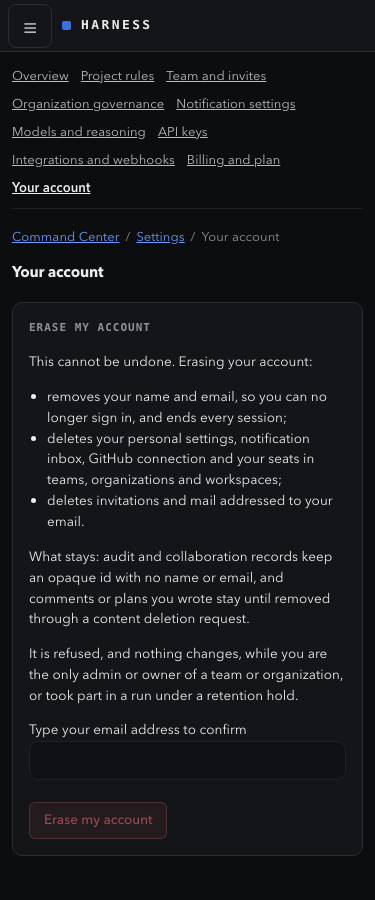 HARNESS
Overview Project rules Team and invites
Organization governance Notification settings
Models and reasoning API keys
Integrations and webhooks Billing and plan
Your account
Command Center / Settings / Your account
Your account
ERASE MY ACCOUNT
This cannot be undone. Erasing your account:
• removes your name and email, so you can no
longer sign in, and ends every session;
• deletes your personal settings, notification
inbox, GitHub connection and your seats in
teams, organizations and workspaces;
• deletes invitations and mail addressed to your
email.
What stays: audit and collaboration records keep
an opaque id with no name or email, and
comments or plans you wrote stay until removed
through a content deletion request.
It is refused, and nothing changes, while you are
the only admin or owner of a team or organization,
or took part in a run under a retention hold.
Type your email address to confirm
Erase my account